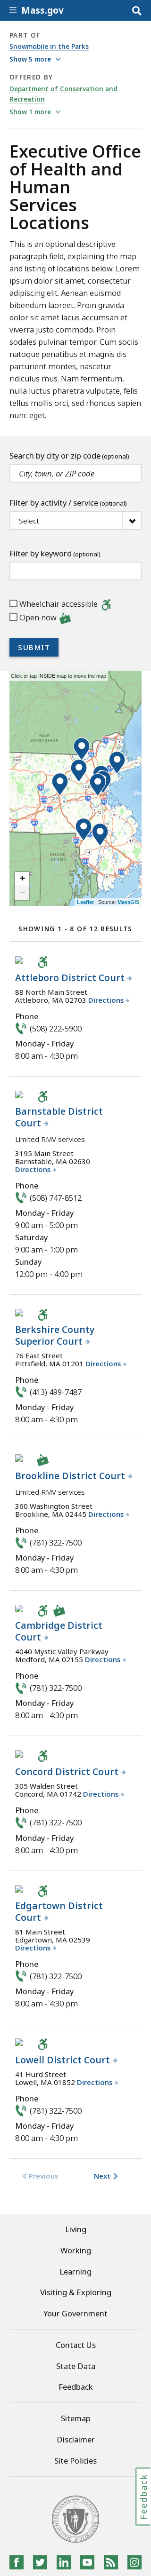 Mass.gov
PART OF
Snowmobile in the Parks
Show 5 more
OFFERED BY
Department of Conservation and
Recreation
Show 1 more
Executive Office
of Health and
Human
Services
Locations
This is an optional descriptive
paragraph field, explaining what
the listing of locations below. Lorem
ipsum dolor sit amet, consectetur
adipiscing elit. Aenean euismod
bibendum laoreet. Proin gravida
dolor sit amet lacus accumsan et
viverra justo commodo. Proin
sodales pulvinar tempor. Cum sociis
natoque penatibus et magnis dis
parturient montes, nascetur
ridiculus mus. Nam fermentum,
nulla luctus pharetra vulputate, felis
tellus mollis orci, sed rhoncus sapien
nunc eget.
Search by city or zip code (optional)
City, town, or ZIP code
Filter by activity / service (optional)
Select
Filter by keyword (optional)
Wheelchair accessible
Open now
SUBMIT
Click or tap INSIDE map to move the map
NEW
HAMPSHIRE
RHODE
ISLAND
+
−
Leaflet | Source: MassGIS
SHOWING 1 - 8 OF 12 RESULTS
Attleboro District Court
88 North Main Street
Attleboro, MA 02703 Directions
Phone
(508) 222-5900
Monday - Friday
8:00 am - 4:30 pm
Barnstable District
Court
Limited RMV services
3195 Main Street
Barnstable, MA 02630
Directions
Phone
(508) 747-8512
Monday - Friday
9:00 am - 5:00 pm
Saturday
9:00 am - 1:00 pm
Sunday
12:00 pm - 4:00 pm
Berkshire County
Superior Court
76 East Street
Pittsfield, MA 01201 Directions
Phone
(413) 499-7487
Monday - Friday
8:00 am - 4:30 pm
Brookline District Court
Limited RMV services
360 Washington Street
Brookline, MA 02445 Directions
Phone
(781) 322-7500
Monday - Friday
8:00 am - 4:30 pm
Cambridge District
Court
4040 Mystic Valley Parkway
Medford, MA 02155 Directions
Phone
(781) 322-7500
Monday - Friday
8:00 am - 4:30 pm
Concord District Court
305 Walden Street
Concord, MA 01742 Directions
Phone
(781) 322-7500
Monday - Friday
8:00 am - 4:30 pm
Edgartown District
Court
81 Main Street
Edgartown, MA 02539
Directions
Phone
(781) 322-7500
Monday - Friday
8:00 am - 4:30 pm
Lowell District Court
41 Hurd Street
Lowell, MA 01852 Directions
Phone
(781) 322-7500
Monday - Friday
8:00 am - 4:30 pm
Previous
Next
Living
Working
Learning
Visiting & Exploring
Your Government
Contact Us
State Data
Feedback
Sitemap
Disclaimer
Site Policies
Feedback